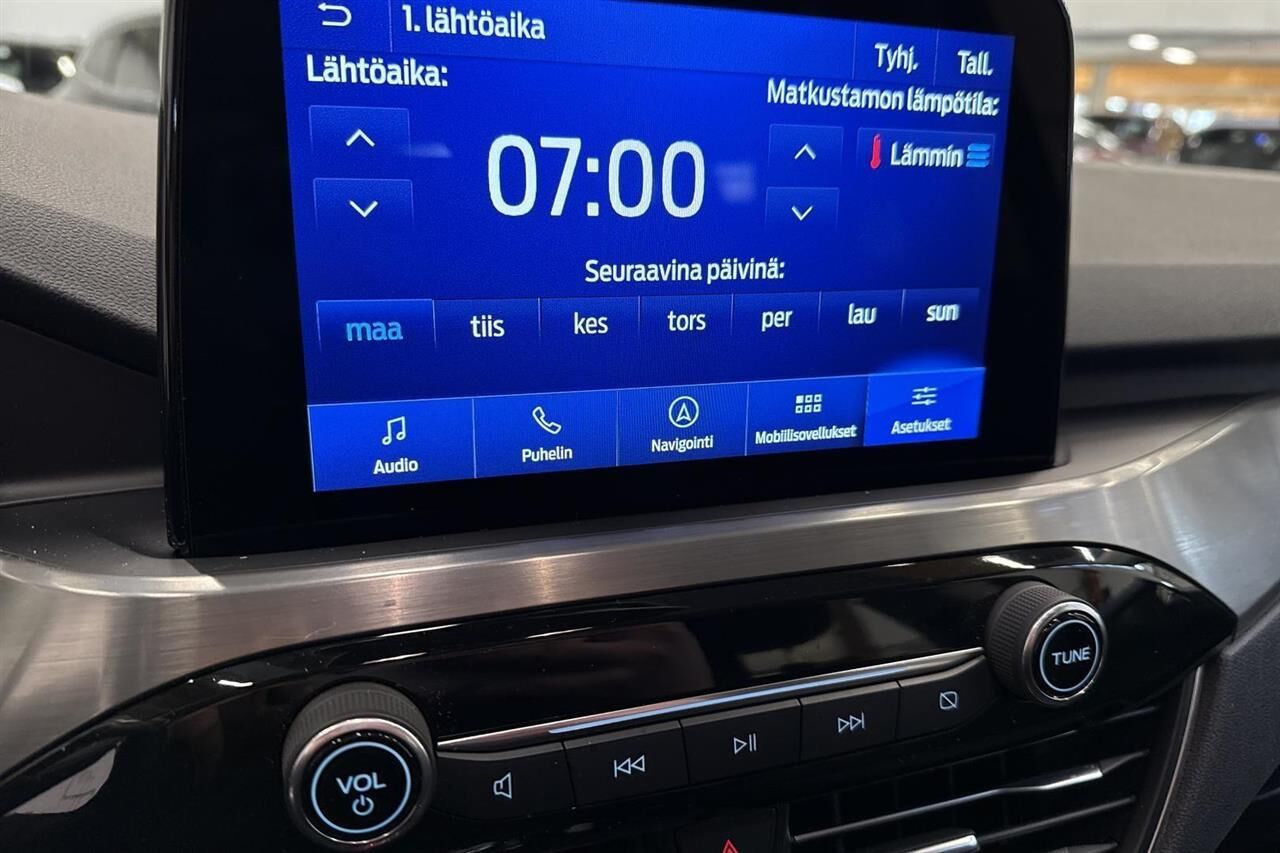 1. lähtöaika
Tyhj.
Tall.
Lähtöaika:
Matkustamon lämpötila:
07:00
Lämmin
Seuraavina päivinä:
maa
tiis
kes
tors
per
lau
sun
Audio
Puhelin
Navigointi
Mobiilisovellukset
Asetukset
VOL
TUNE